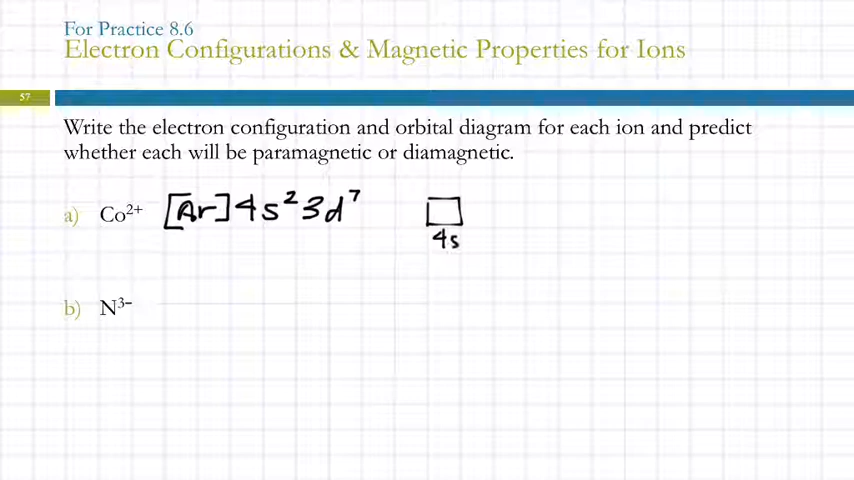 For Practice 8.6
Electron Configurations & Magnetic Properties for Ions
57
Write the electron configuration and orbital diagram for each ion and predict
whether each will be paramagnetic or diamagnetic.
a) Co²⁺ [Ar]4s²3d⁷
4s
b) N³⁻